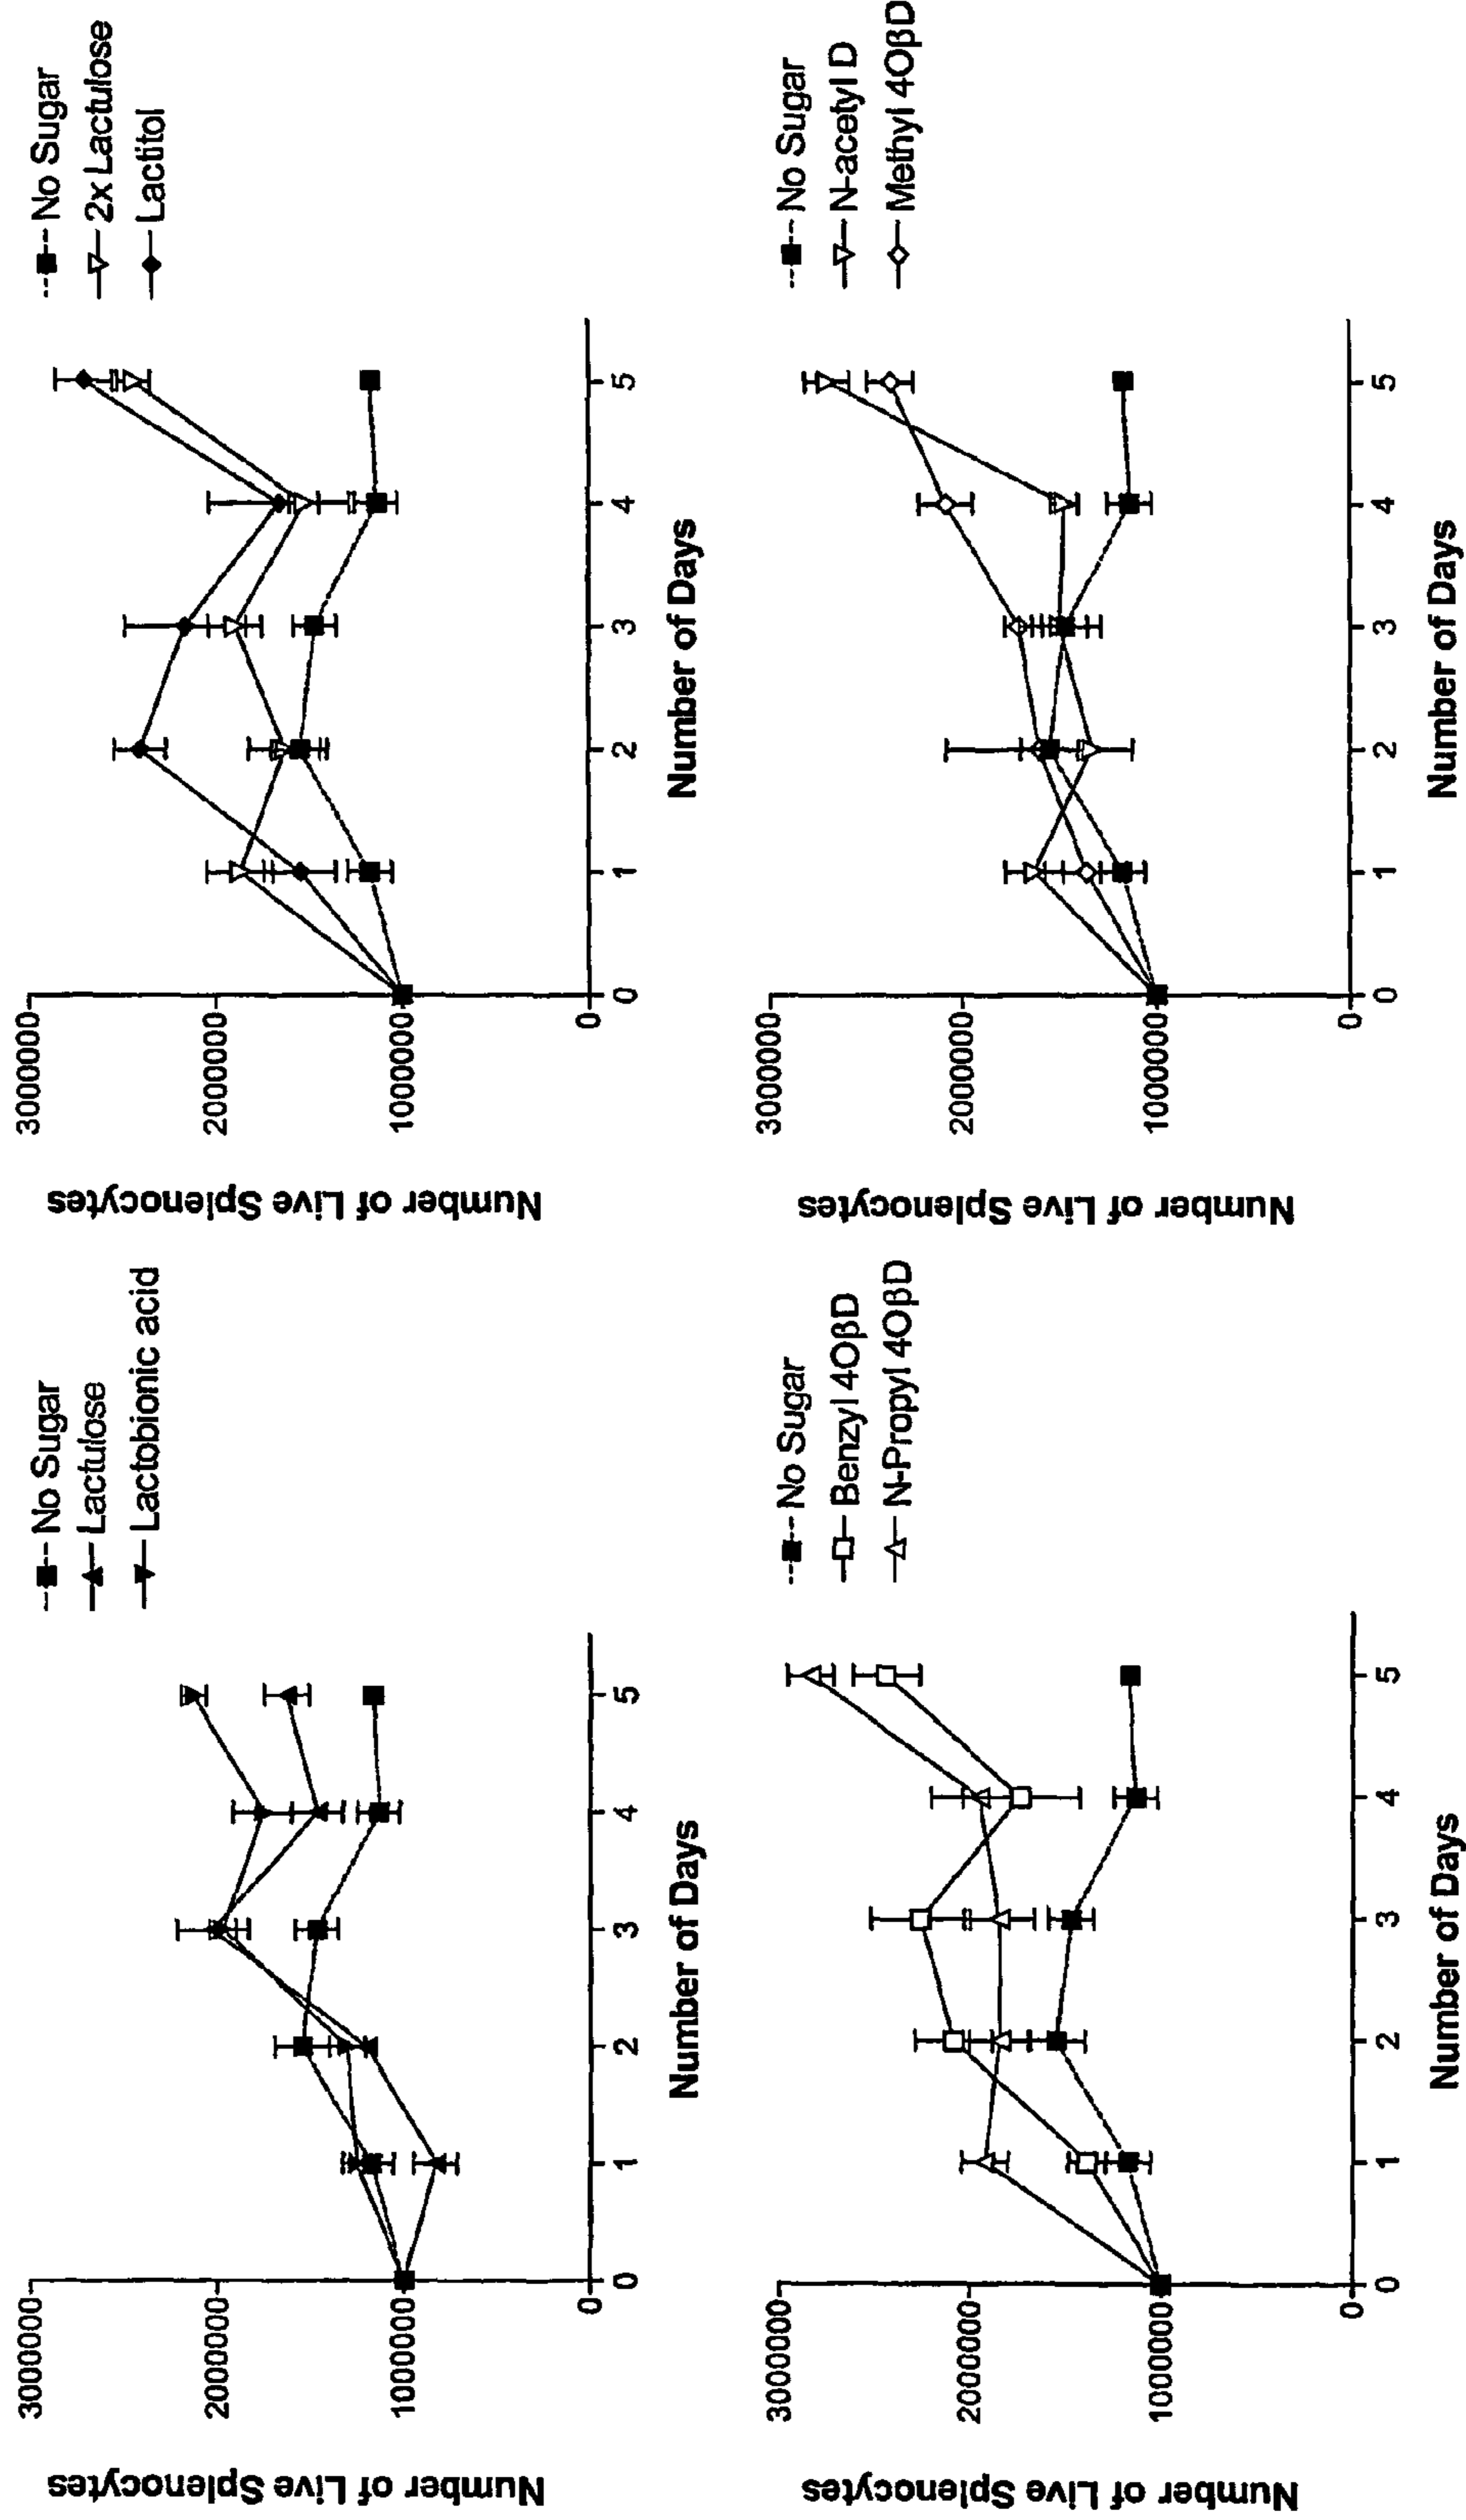 Number of Live Splenocytes
3000000
2000000
1000000
0
0
1
2
3
4
5
Number of Days
No Sugar
Lactulose
Lactobionic acid
Number of Live Splenocytes
3000000
2000000
1000000
0
0
1
2
3
4
5
Number of Days
No Sugar
2x Lactulose
Lactitol
Number of Live Splenocytes
3000000
2000000
1000000
0
0
1
2
3
4
5
Number of Days
No Sugar
Benzyl 4OβD
N-Propyl 4OβD
Number of Live Splenocytes
3000000
2000000
1000000
0
0
1
2
3
4
5
Number of Days
No Sugar
N-acetyl D
Methyl 4OβD